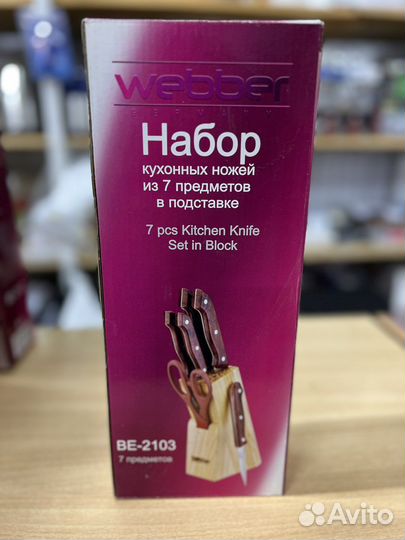 webber
Набор
кухонных ножей
из 7 предметов
в подставке
7 pcs Kitchen Knife
Set in Block
BE-2103
7 предметов
Avito